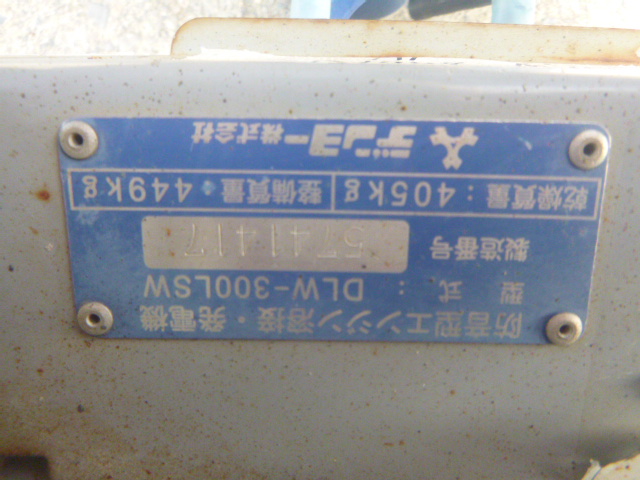 防音型エンジン溶接・発電機
型式：DLW-300LSW
製造番号 5741417
乾燥質量：405kg 整備質量：449kg
デンヨー株式会社